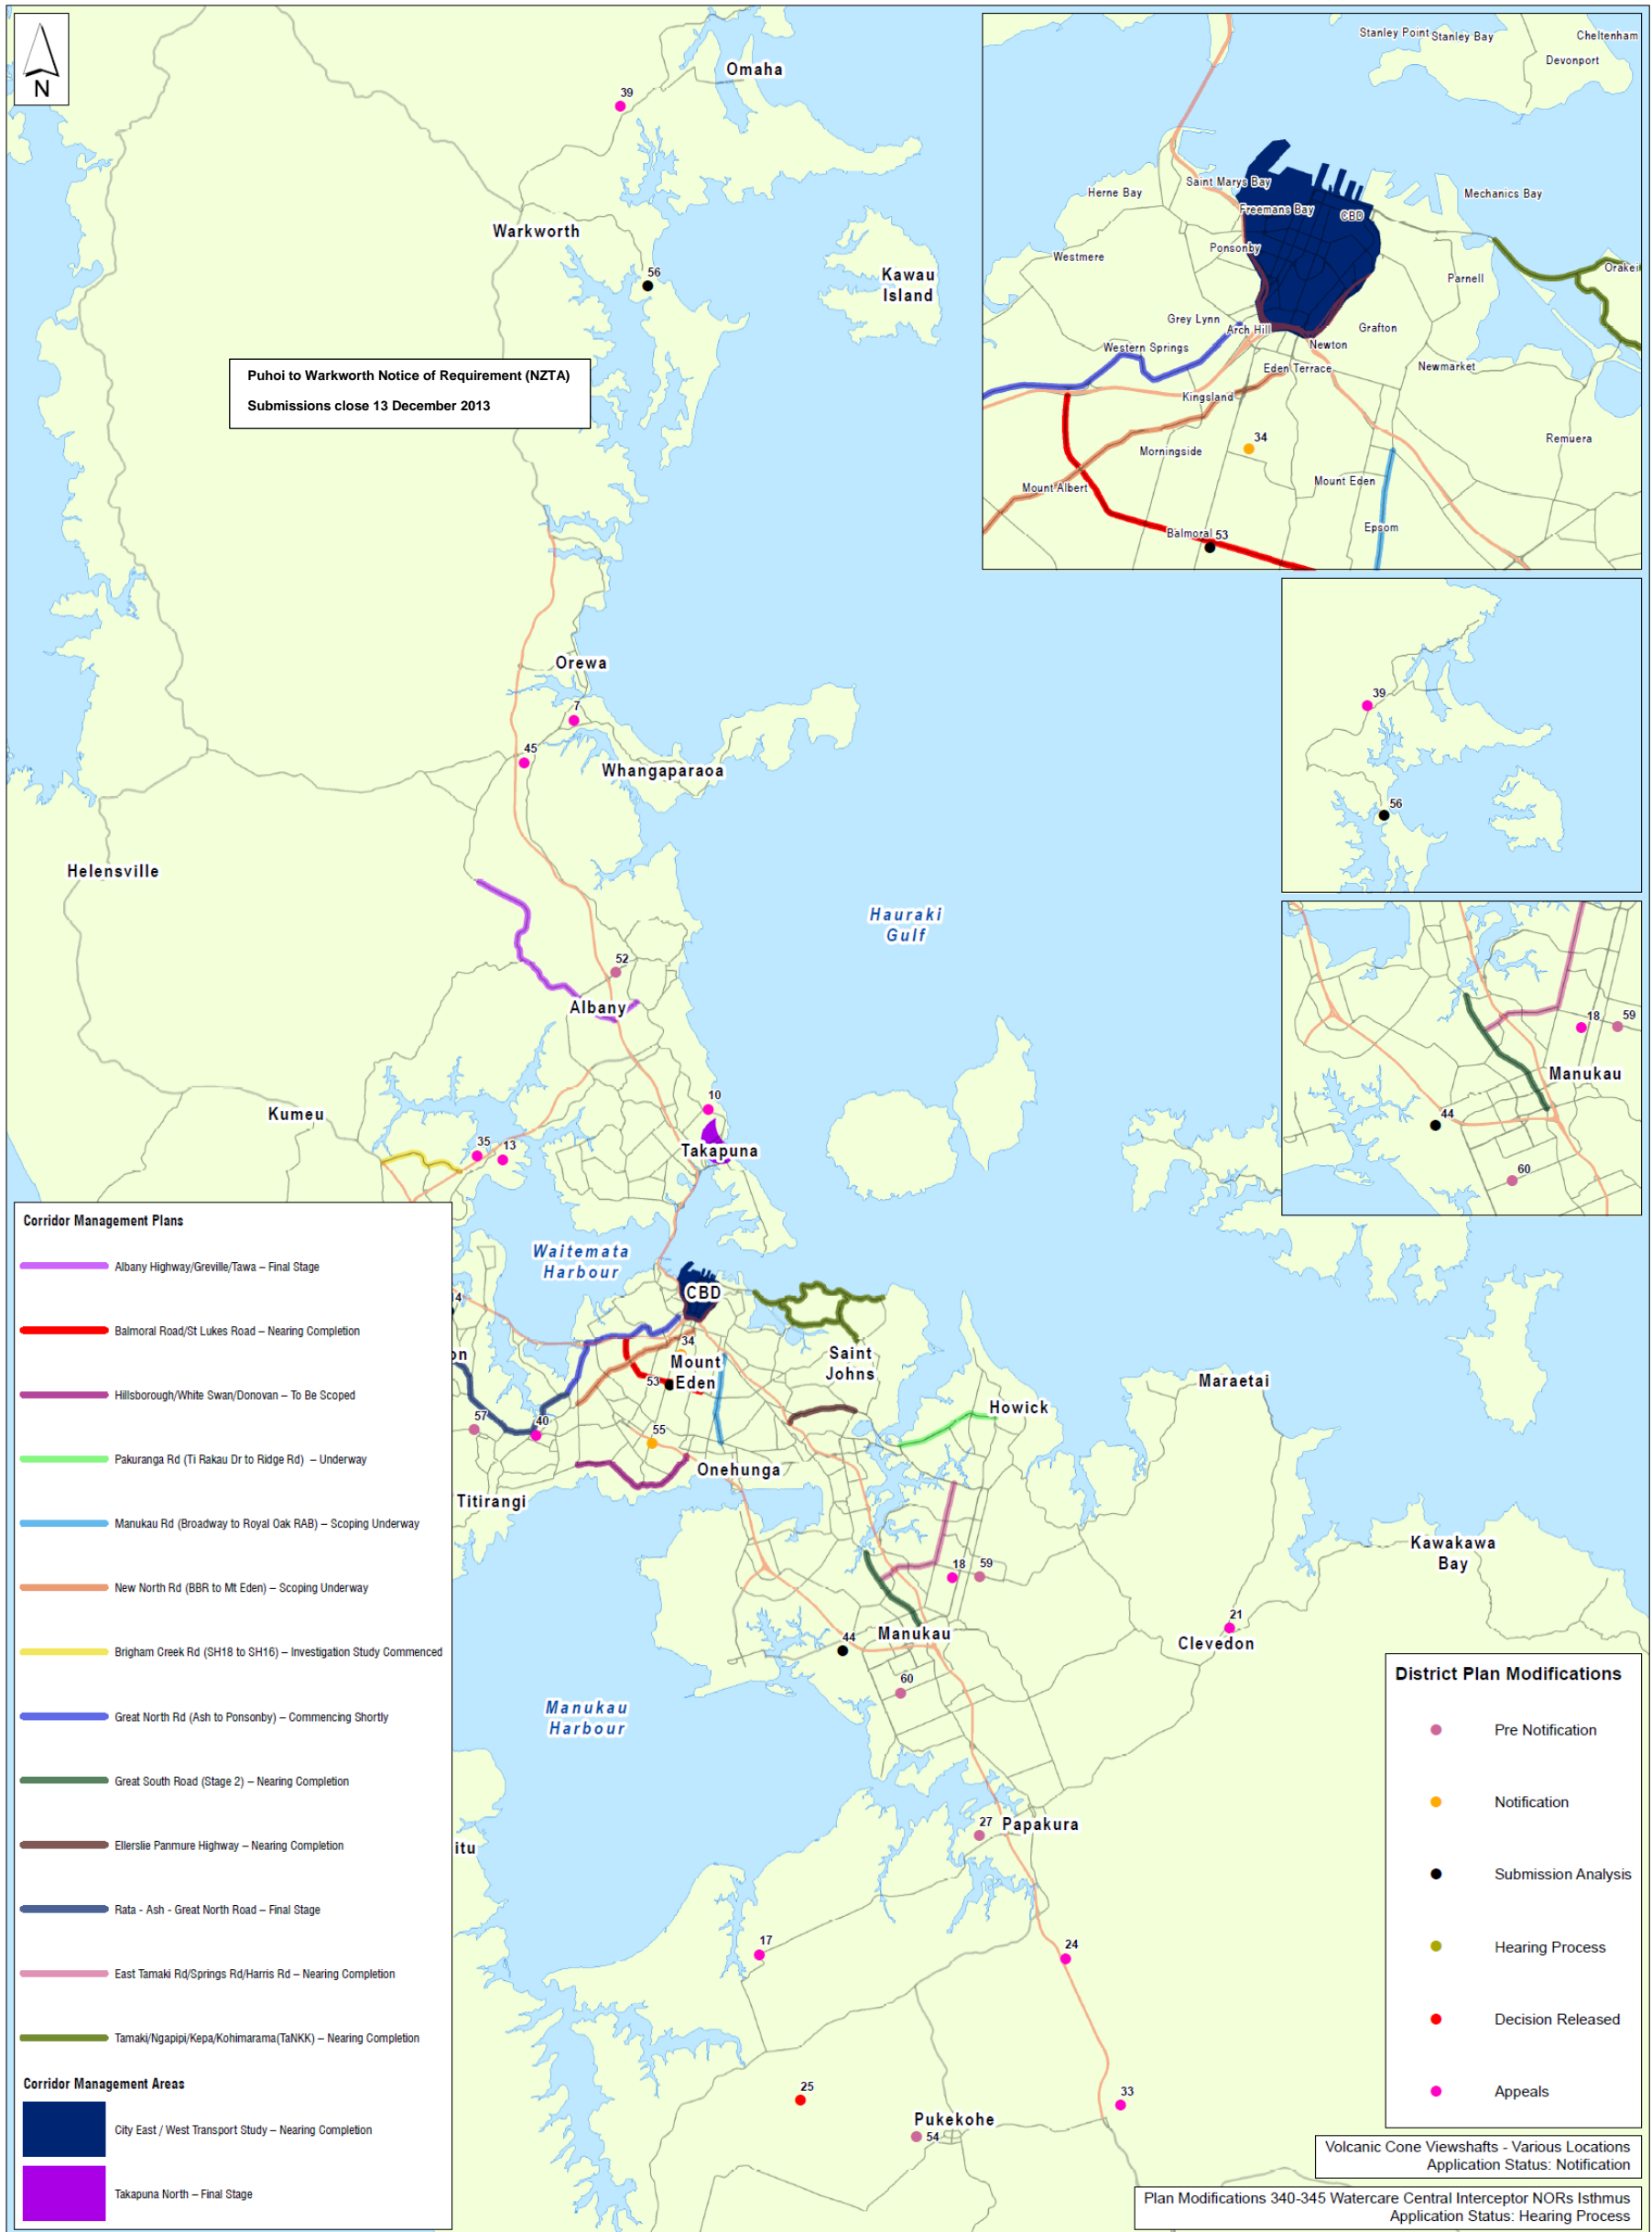 N
Omaha
39
Warkworth
56
Kawau
Island
Puhoi to Warkworth Notice of Requirement (NZTA)
Submissions close 13 December 2013
Orewa
7
45
Whangaparaoa
Helensville
Hauraki
Gulf
52
Albany
Kumeu
10
35
13
Takapuna
Waitemata
Harbour
CBD
14
on
34
Mount
Eden
53
Saint
Johns
Maraetai
Howick
57
40
55
Onehunga
Titirangi
Kawakawa
Bay
18
59
21
Clevedon
Manukau
44
60
Manukau
Harbour
27
Papakura
itu
17
24
25
33
Pukekohe
54
Stanley Point
Stanley Bay
Cheltenham
Devonport
Saint Marys Bay
Herne Bay
Mechanics Bay
Freemans Bay
CBD
Ponsonby
Westmere
Orakei
Parnell
Grey Lynn
Arch Hill
Grafton
Western Springs
Newton
Eden Terrace
Newmarket
Kingsland
34
Remuera
Morningside
Mount Albert
Mount Eden
Balmoral
53
Epsom
39
56
18
59
Manukau
44
60
Corridor Management Plans
Albany Highway/Greville/Tawa – Final Stage
Balmoral Road/St Lukes Road – Nearing Completion
Hillsborough/White Swan/Donovan – To Be Scoped
Pakuranga Rd (Ti Rakau Dr to Ridge Rd) – Underway
Manukau Rd (Broadway to Royal Oak RAB) – Scoping Underway
New North Rd (BBR to Mt Eden) – Scoping Underway
Brigham Creek Rd (SH18 to SH16) – Investigation Study Commenced
Great North Rd (Ash to Ponsonby) – Commencing Shortly
Great South Road (Stage 2) – Nearing Completion
Ellerslie Panmure Highway – Nearing Completion
Rata - Ash - Great North Road – Final Stage
East Tamaki Rd/Springs Rd/Harris Rd – Nearing Completion
Tamaki/Ngapipi/Kepa/Kohimarama(TaNKK) – Nearing Completion
Corridor Management Areas
City East / West Transport Study – Nearing Completion
Takapuna North – Final Stage
District Plan Modifications
Pre Notification
Notification
Submission Analysis
Hearing Process
Decision Released
Appeals
Volcanic Cone Viewshafts - Various Locations
Application Status: Notification
Plan Modifications 340-345 Watercare Central Interceptor NORs Isthmus
Application Status: Hearing Process